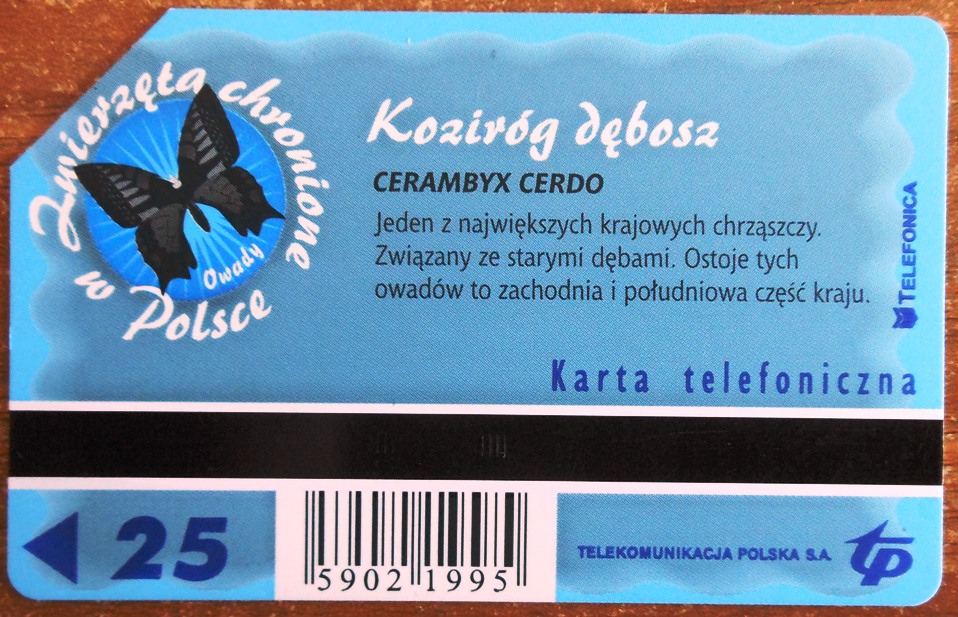 Zwierzęta chronione
w Polsce
Owady
Koziróg dębosz
CERAMBYX CERDO
Jeden z największych krajowych chrząszczy.
Związany ze starymi dębami. Ostoje tych
owadów to zachodnia i południowa część kraju.
TELEFONICA
Karta telefoniczna
25
5902 1995
TELEKOMUNIKACJA POLSKA S.A.
tp